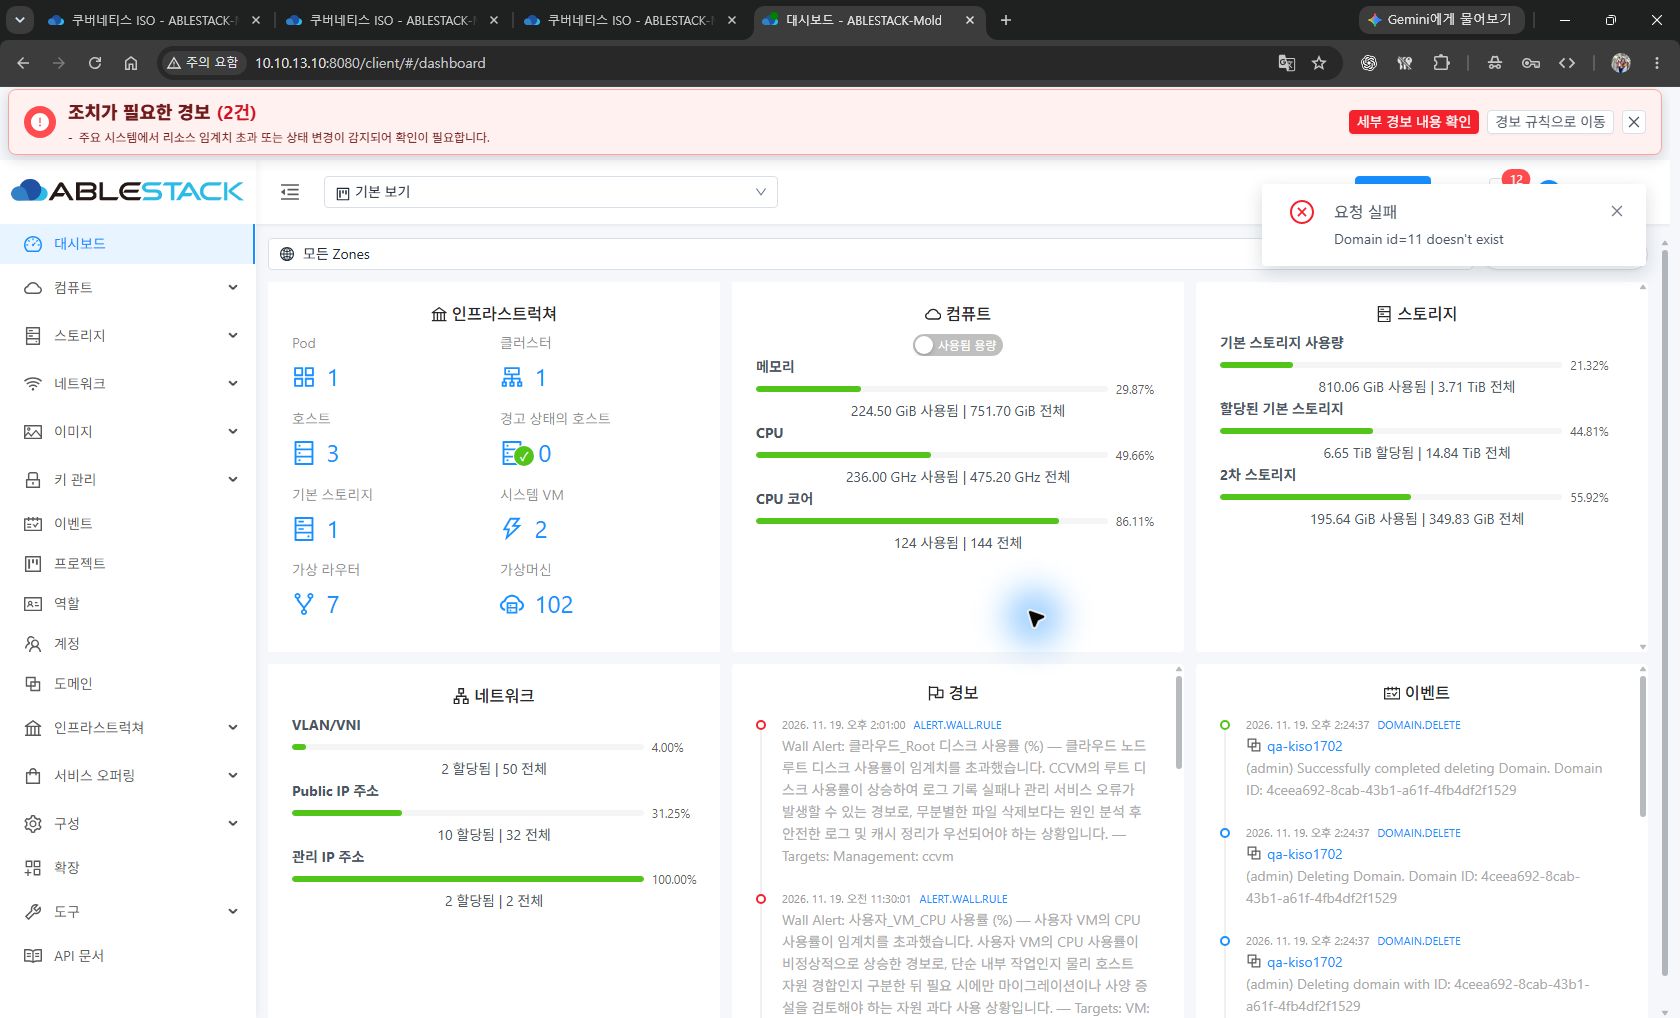 쿠버네티스 ISO - ABLESTACK-
쿠버네티스 ISO - ABLESTACK-
쿠버네티스 ISO - ABLESTACK-
대시보드 - ABLESTACK-Mold
Gemini에게 물어보기
주의 요함
10.10.13.10:8080/client/#/dashboard
조치가 필요한 경보 (2건)
- 주요 시스템에서 리소스 임계치 초과 또는 상태 변경이 감지되어 확인이 필요합니다.
세부 경보 내용 확인
경보 규칙으로 이동
ABLESTACK
기본 보기
12
요청 실패
Domain id=11 doesn't exist
모든 Zones
대시보드
컴퓨트
스토리지
네트워크
이미지
키 관리
이벤트
프로젝트
역할
계정
도메인
인프라스트럭쳐
서비스 오퍼링
구성
확장
도구
API 문서
인프라스트럭쳐
Pod
1
클러스터
1
호스트
3
경고 상태의 호스트
0
기본 스토리지
1
시스템 VM
2
가상 라우터
7
가상머신
102
컴퓨트
사용됨 용량
메모리
29.87%
224.50 GiB 사용됨 | 751.70 GiB 전체
CPU
49.66%
236.00 GHz 사용됨 | 475.20 GHz 전체
CPU 코어
86.11%
124 사용됨 | 144 전체
스토리지
기본 스토리지 사용량
21.32%
810.06 GiB 사용됨 | 3.71 TiB 전체
할당된 기본 스토리지
44.81%
6.65 TiB 할당됨 | 14.84 TiB 전체
2차 스토리지
55.92%
195.64 GiB 사용됨 | 349.83 GiB 전체
네트워크
VLAN/VNI
4.00%
2 할당됨 | 50 전체
Public IP 주소
31.25%
10 할당됨 | 32 전체
관리 IP 주소
100.00%
2 할당됨 | 2 전체
경보
2026. 11. 19. 오후 2:01:00 ALERT.WALL.RULE
Wall Alert: 클라우드_Root 디스크 사용률 (%) — 클라우드 노드
루트 디스크 사용률이 임계치를 초과했습니다. CCVM의 루트 디
스크 사용률이 상승하여 로그 기록 실패나 관리 서비스 오류가
발생할 수 있는 경보로, 무분별한 파일 삭제보다는 원인 분석 후
안전한 로그 및 캐시 정리가 우선되어야 하는 상황입니다. —
Targets: Management: ccvm
2026. 11. 19. 오전 11:30:01 ALERT.WALL.RULE
Wall Alert: 사용자_VM_CPU 사용률 (%) — 사용자 VM의 CPU
사용률이 임계치를 초과했습니다. 사용자 VM의 CPU 사용률이
비정상적으로 상승한 경보로, 단순 내부 작업인지 물리 호스트
자원 경합인지 구분한 뒤 필요 시에만 마이그레이션이나 사양 증
설을 검토해야 하는 자원 과다 사용 상황입니다. — Targets: VM:
이벤트
2026. 11. 19. 오후 2:24:37 DOMAIN.DELETE
qa-kiso1702
(admin) Successfully completed deleting Domain. Domain
ID: 4ceea692-8cab-43b1-a61f-4fb4df2f1529
2026. 11. 19. 오후 2:24:37 DOMAIN.DELETE
qa-kiso1702
(admin) Deleting Domain. Domain ID: 4ceea692-8cab-
43b1-a61f-4fb4df2f1529
2026. 11. 19. 오후 2:24:37 DOMAIN.DELETE
qa-kiso1702
(admin) Deleting domain with ID: 4ceea692-8cab-43b1-
a61f-4fb4df2f1529